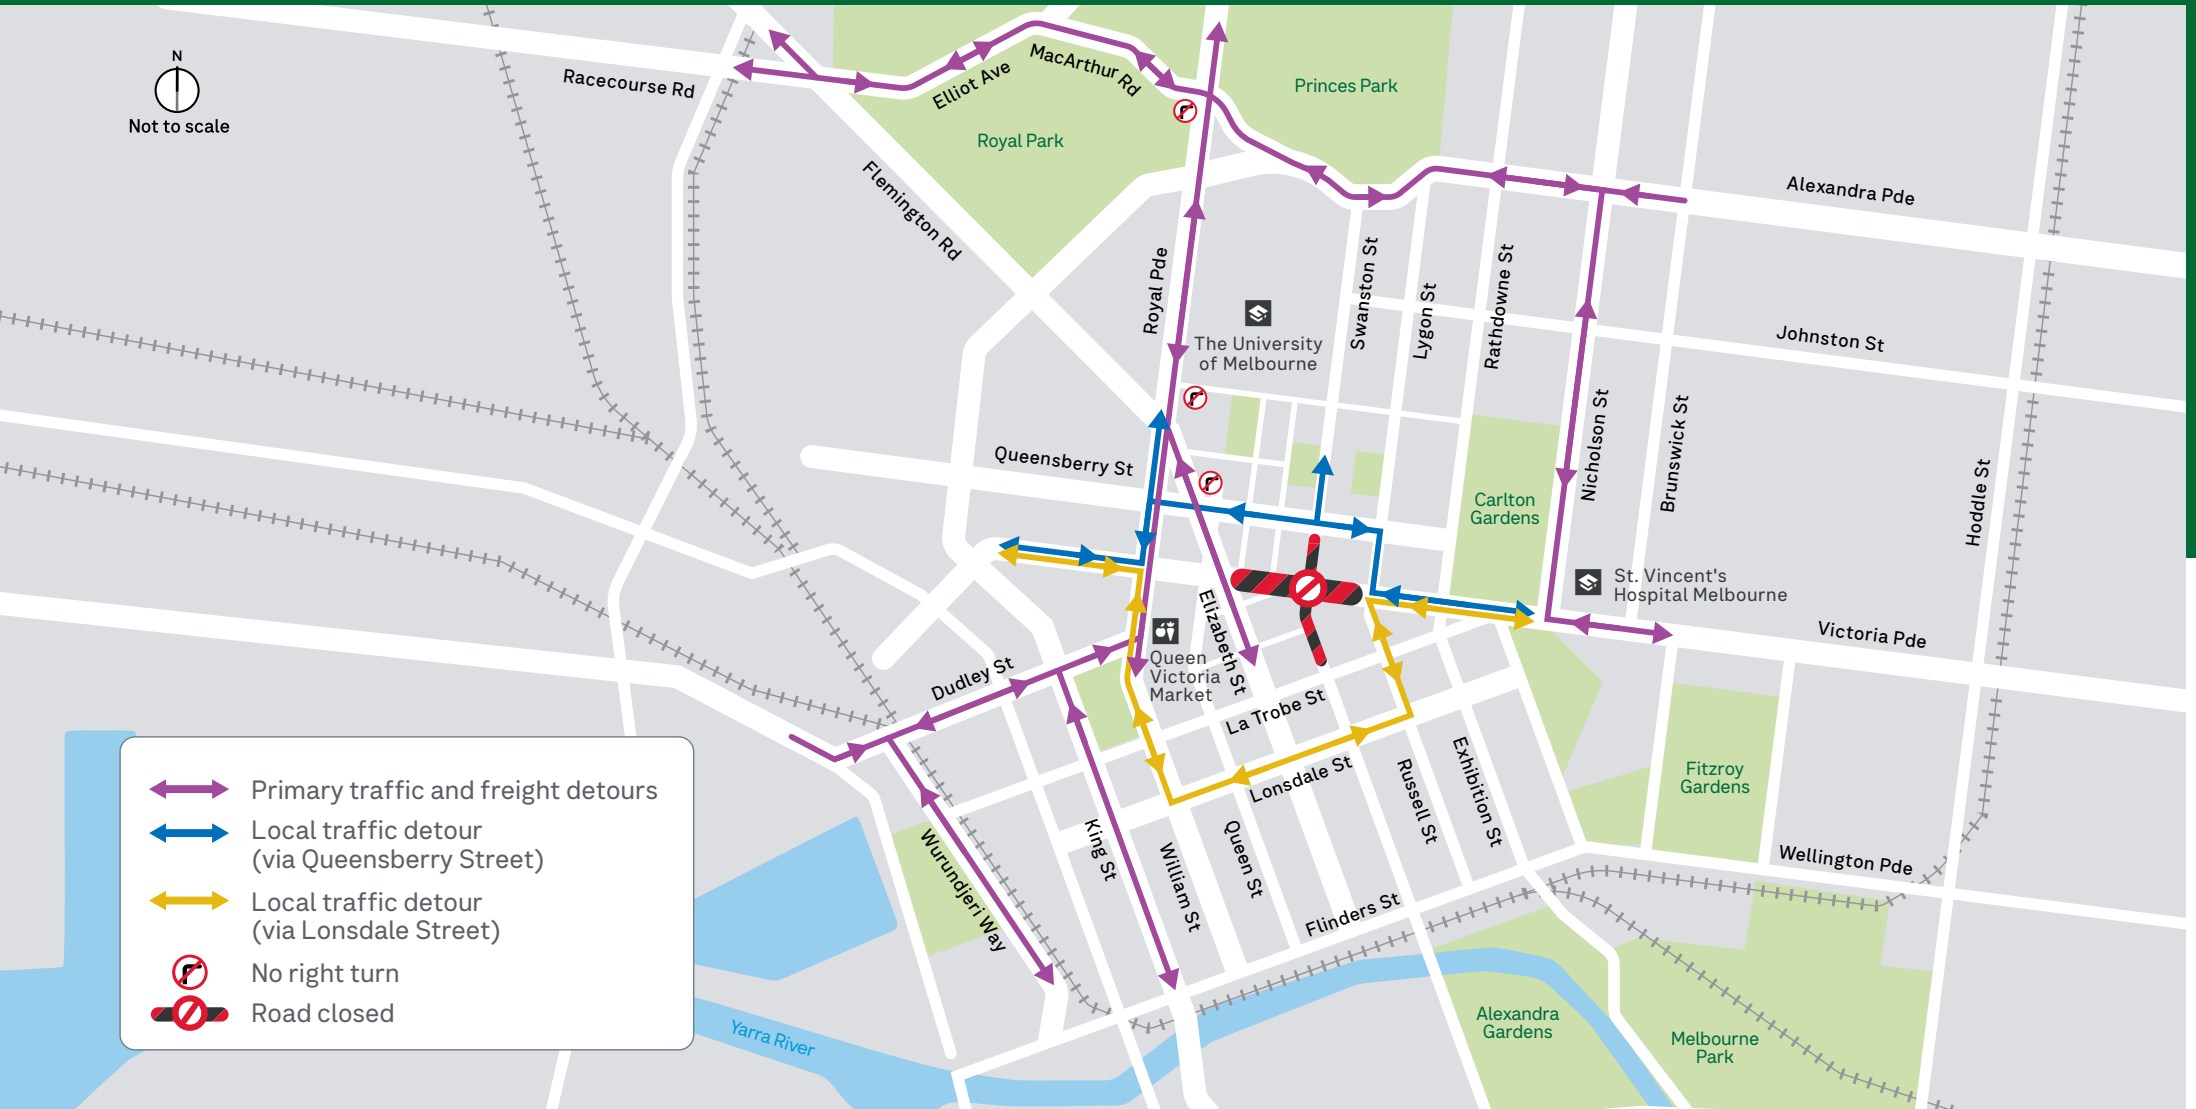 N
Not to scale
Racecourse Rd
Elliot Ave
MacArthur Rd
Princes Park
Royal Park
Flemington Rd
Alexandra Pde
Royal Pde
Swanston St
Lygon St
Rathdowne St
The University
of Melbourne
Johnston St
Nicholson St
Brunswick St
Hoddle St
Queensberry St
Carlton
Gardens
St. Vincent's
Hospital Melbourne
Victoria Pde
Elizabeth St
Queen
Victoria
Market
Dudley St
La Trobe St
Lonsdale St
Russell St
Exhibition St
Fitzroy
Gardens
Wellington Pde
Wurundjeri Way
King St
William St
Queen St
Flinders St
Alexandra
Gardens
Melbourne
Park
Yarra River
Primary traffic and freight detours
Local traffic detour
(via Queensberry Street)
Local traffic detour
(via Lonsdale Street)
No right turn
Road closed